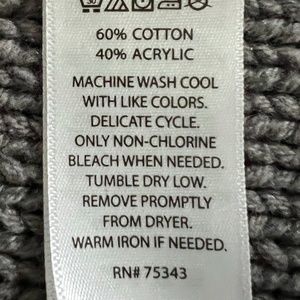 60% COTTON
40% ACRYLIC
MACHINE WASH COOL
WITH LIKE COLORS.
DELICATE CYCLE.
ONLY NON-CHLORINE
BLEACH WHEN NEEDED.
TUMBLE DRY LOW.
REMOVE PROMPTLY
FROM DRYER.
WARM IRON IF NEEDED.
RN# 75343